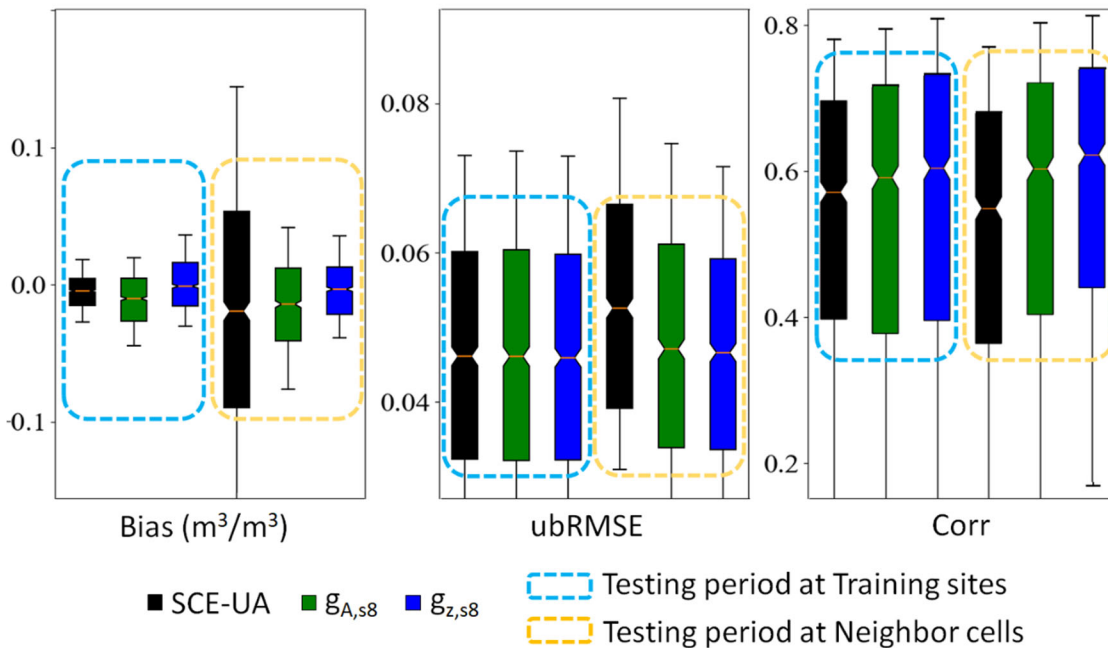 0.1
0.0
-0.1
Bias (m³/m³)
0.08
0.06
0.04
ubRMSE
0.8
0.6
0.4
0.2
Corr
SCE-UA
g_A,s8
g_z,s8
Testing period at Training sites
Testing period at Neighbor cells